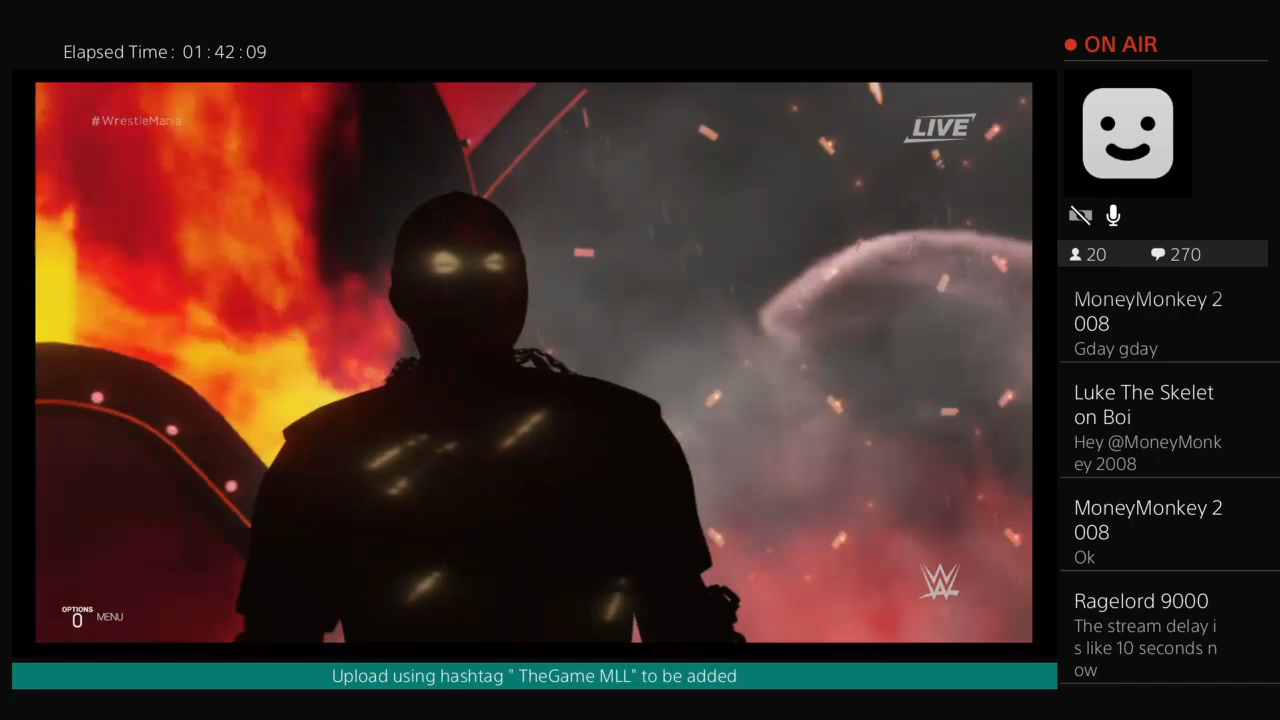 Elapsed Time: 01:42:09
ON AIR
#WrestleMania
LIVE
20
270
MoneyMonkey 2
008
Gday gday
Luke The Skelet
on Boi
Hey @MoneyMonk
ey 2008
MoneyMonkey 2
008
Ok
Ragelord 9000
The stream delay i
s like 10 seconds n
ow
W
OPTIONS
MENU
Upload using hashtag " TheGame MLL" to be added